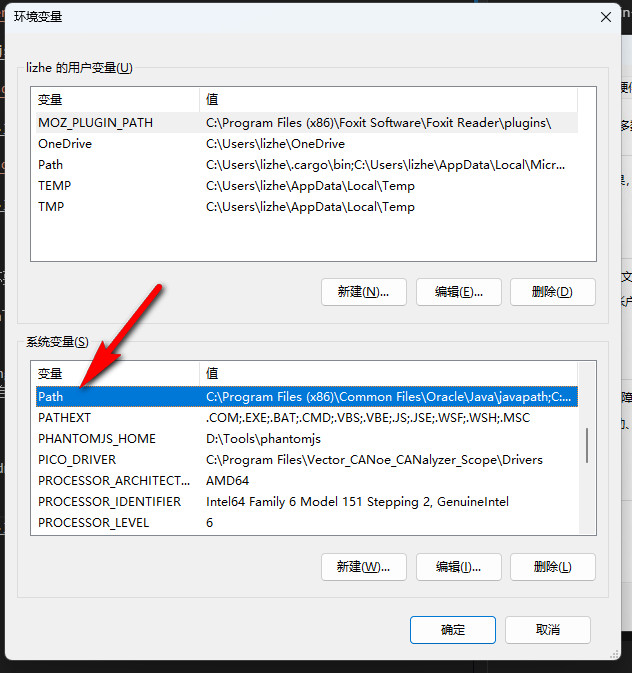 环境变量
lizhe 的用户变量(U)
变量 值
MOZ_PLUGIN_PATH C:\Program Files (x86)\Foxit Software\Foxit Reader\plugins\
OneDrive C:\Users\lizhe\OneDrive
Path C:\Users\lizhe\.cargo\bin;C:\Users\lizhe\AppData\Local\Micr...
TEMP C:\Users\lizhe\AppData\Local\Temp
TMP C:\Users\lizhe\AppData\Local\Temp
新建(N)... 编辑(E)... 删除(D)
系统变量(S)
变量 值
Path C:\Program Files (x86)\Common Files\Oracle\Java\javapath;C:...
PATHEXT .COM;.EXE;.BAT;.CMD;.VBS;.VBE;.JS;.JSE;.WSF;.WSH;.MSC
PHANTOMJS_HOME D:\Tools\phantomjs
PICO_DRIVER C:\Program Files\Vector_CANoe_CANalyzer_Scope\Drivers
PROCESSOR_ARCHITECT... AMD64
PROCESSOR_IDENTIFIER Intel64 Family 6 Model 151 Stepping 2, GenuineIntel
PROCESSOR_LEVEL 6
新建(W)... 编辑(I)... 删除(L)
确定 取消